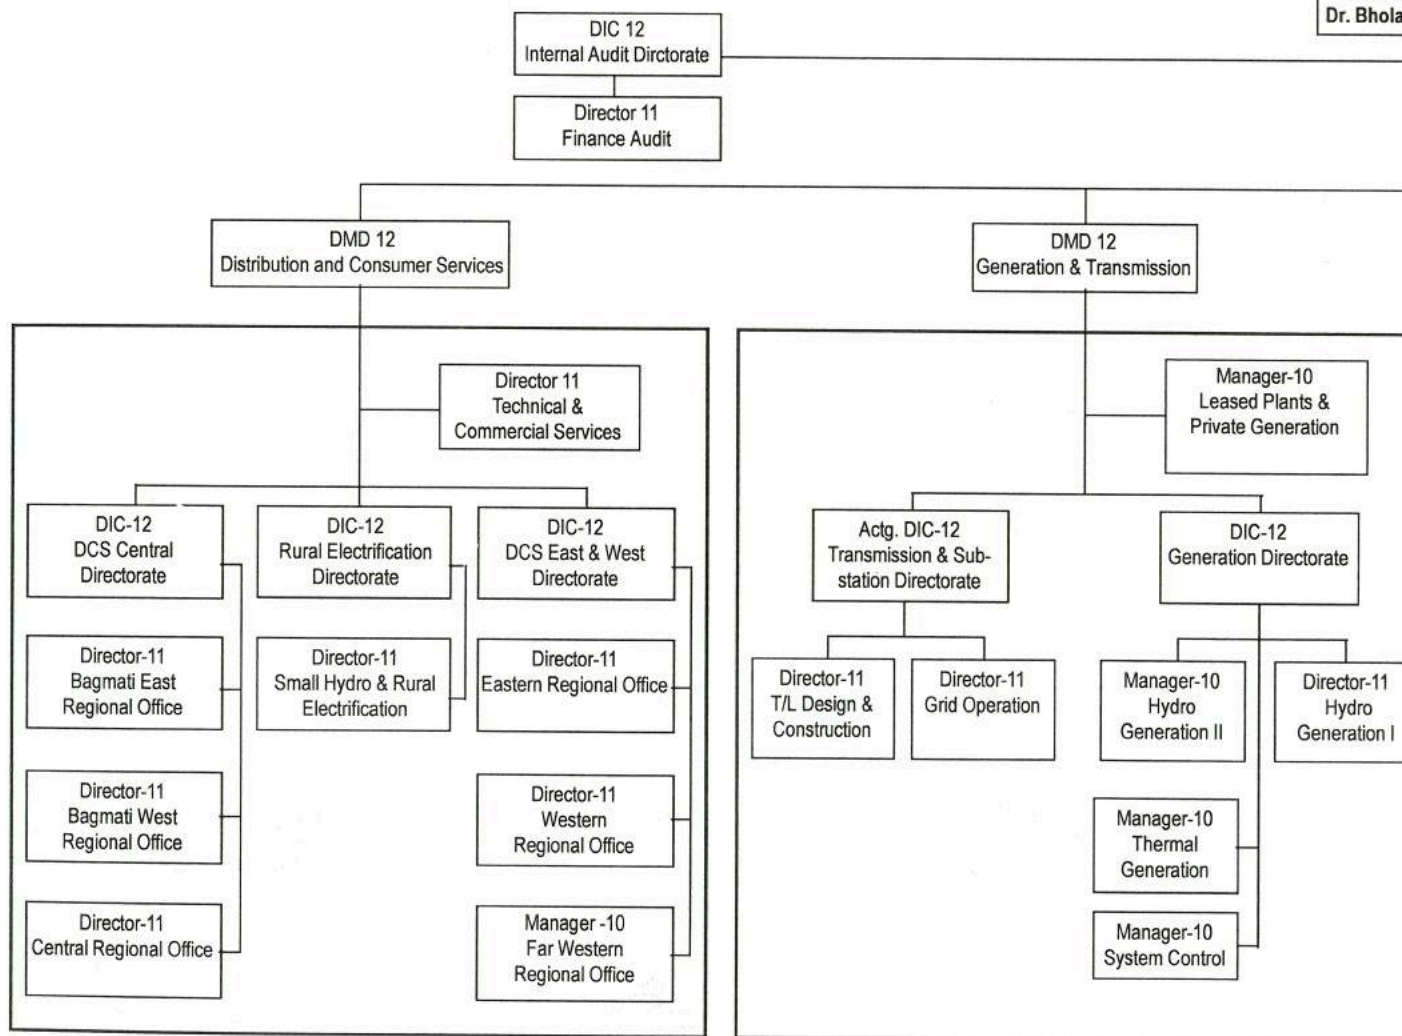 Dr. Bhola
DIC 12
Internal Audit Dirctorate
Director 11
Finance Audit
DMD 12
Distribution and Consumer Services
DMD 12
Generation & Transmission
Director 11
Technical &
Commercial Services
Manager-10
Leased Plants &
Private Generation
DIC-12
DCS Central
Directorate
DIC-12
Rural Electrification
Directorate
DIC-12
DCS East & West
Directorate
Actg. DIC-12
Transmission & Sub-
station Directorate
DIC-12
Generation Directorate
Director-11
Bagmati East
Regional Office
Director-11
Small Hydro & Rural
Electrification
Director-11
Eastern Regional Office
Director-11
T/L Design &
Construction
Director-11
Grid Operation
Manager-10
Hydro
Generation II
Director-11
Hydro
Generation I
Director-11
Bagmati West
Regional Office
Director-11
Western
Regional Office
Manager-10
Thermal
Generation
Director-11
Central Regional Office
Manager -10
Far Western
Regional Office
Manager-10
System Control